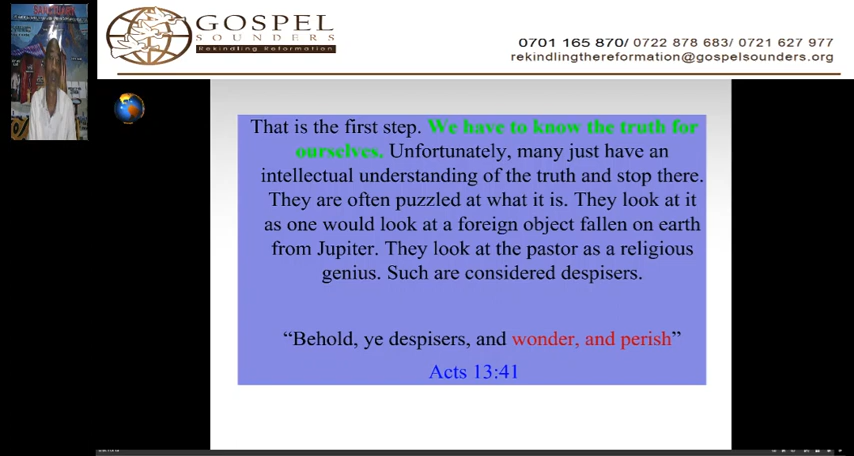 GOSPEL
SOUNDERS
Rekindling Reformation
0701 165 870/ 0722 878 683/ 0721 627 977
rekindlingthereformation@gospelsounders.org
That is the first step. We have to know the truth for
ourselves. Unfortunately, many just have an
intellectual understanding of the truth and stop there.
They are often puzzled at what it is. They look at it
as one would look at a foreign object fallen on earth
from Jupiter. They look at the pastor as a religious
genius. Such are considered despisers.
“Behold, ye despisers, and wonder, and perish”
Acts 13:41